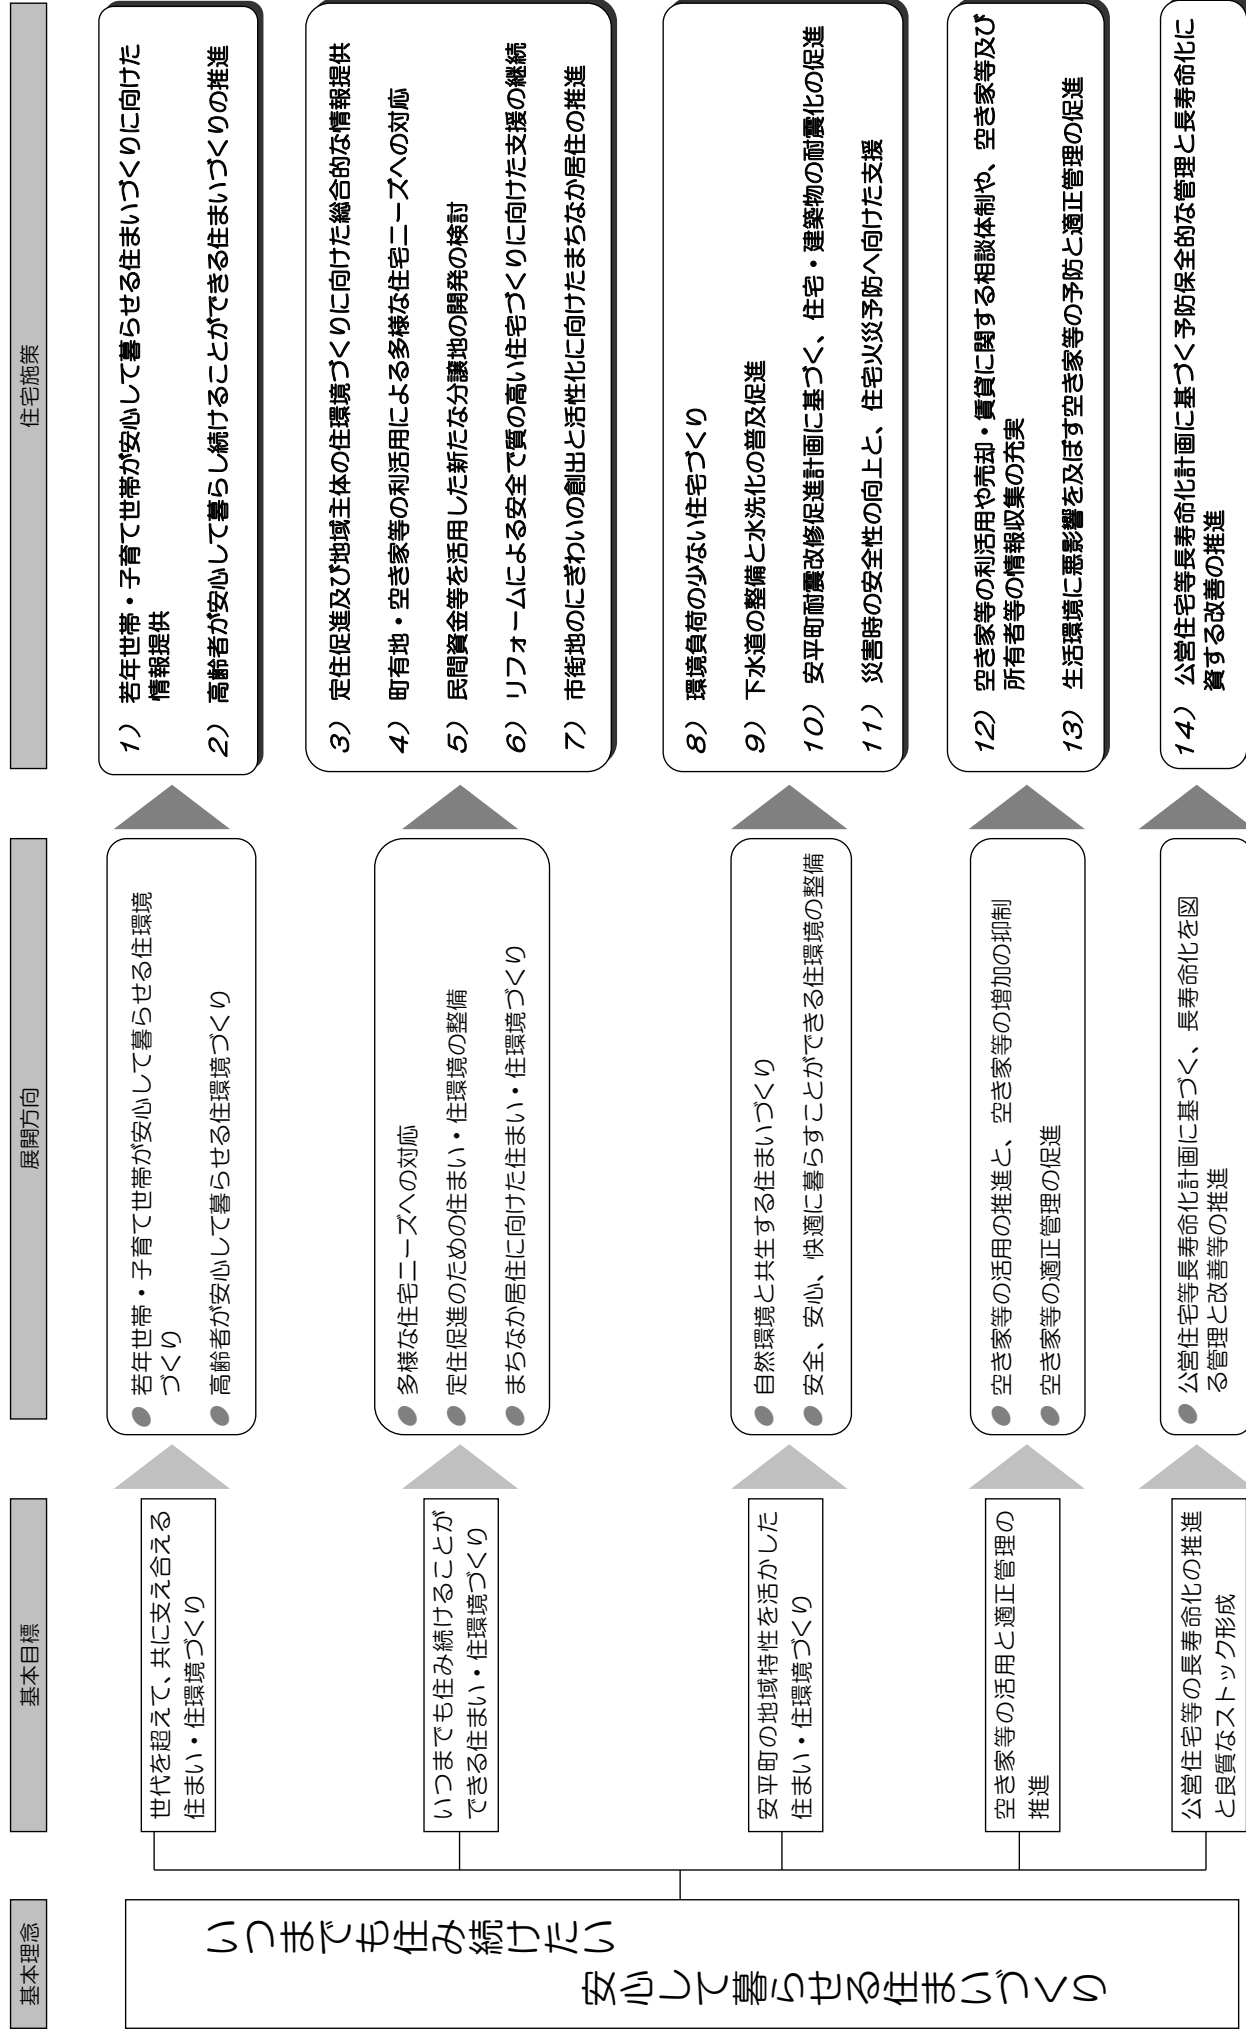 基本理念
基本目標
展開方向
住宅施策
いつまでも住み続けたい
安心して暮らせる住まいづくり
世代を超えて、共に支え合える
住まい・住環境づくり
● 若年世帯・子育て世帯が安心して暮らせる住環境
づくり
● 高齢者が安心して暮らせる住環境づくり
1) 若年世帯・子育て世帯が安心して暮らせる住まいづくりに向けた
情報提供
2) 高齢者が安心して暮らし続けることができる住まいづくりの推進
いつまでも住み続けることが
できる住まい・住環境づくり
● 多様な住宅ニーズへの対応
● 定住促進のための住まい・住環境の整備
● まちなか居住に向けた住まい・住環境づくり
3) 定住促進及び地域主体の住環境づくりに向けた総合的な情報提供
4) 町有地・空き家等の利活用による多様な住宅ニーズへの対応
5) 民間資金等を活用した新たな分譲地の開発の検討
6) リフォームによる安全で質の高い住宅づくりに向けた支援の継続
7) 市街地のにぎわいの創出と活性化に向けたまちなか居住の推進
安平町の地域特性を活かした
住まい・住環境づくり
● 自然環境と共生する住まいづくり
● 安全、安心、快適に暮らすことができる住環境の整備
8) 環境負荷の少ない住宅づくり
9) 下水道の整備と水洗化の普及促進
10) 安平町耐震改修促進計画に基づく、住宅・建築物の耐震化の促進
11) 災害時の安全性の向上と、住宅火災予防へ向けた支援
空き家等の活用と適正管理の
推進
● 空き家等の活用の推進と、空き家等の増加の抑制
● 空き家等の適正管理の促進
12) 空き家等の利活用や売却・賃貸に関する相談体制や、空き家等及び
所有者等の情報収集の充実
13) 生活環境に悪影響を及ぼす空き家等の予防と適正管理の促進
公営住宅等の長寿命化の推進
と良質なストック形成
● 公営住宅等長寿命化計画に基づく、長寿命化を図
る管理と改善等の推進
14) 公営住宅等長寿命化計画に基づく予防保全的な管理と長寿命化に
資する改善の推進